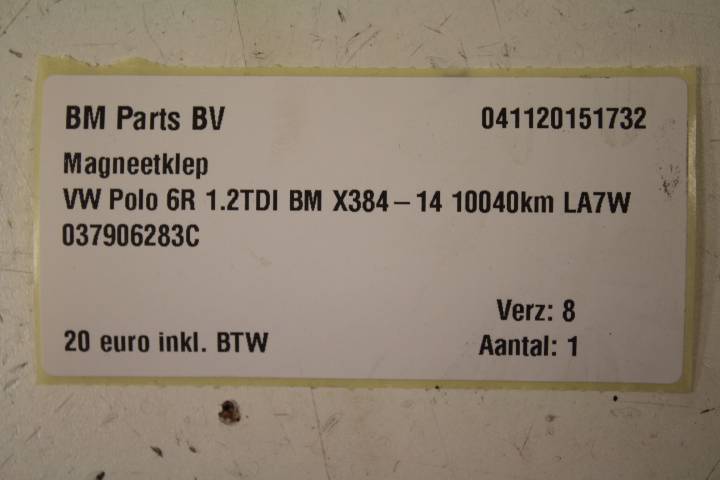 BM Parts BV 041120151732
Magneetklep
VW Polo 6R 1.2TDI BM X384-14 10040km LA7W
037906283C
Verz: 8
20 euro inkl. BTW Aantal: 1